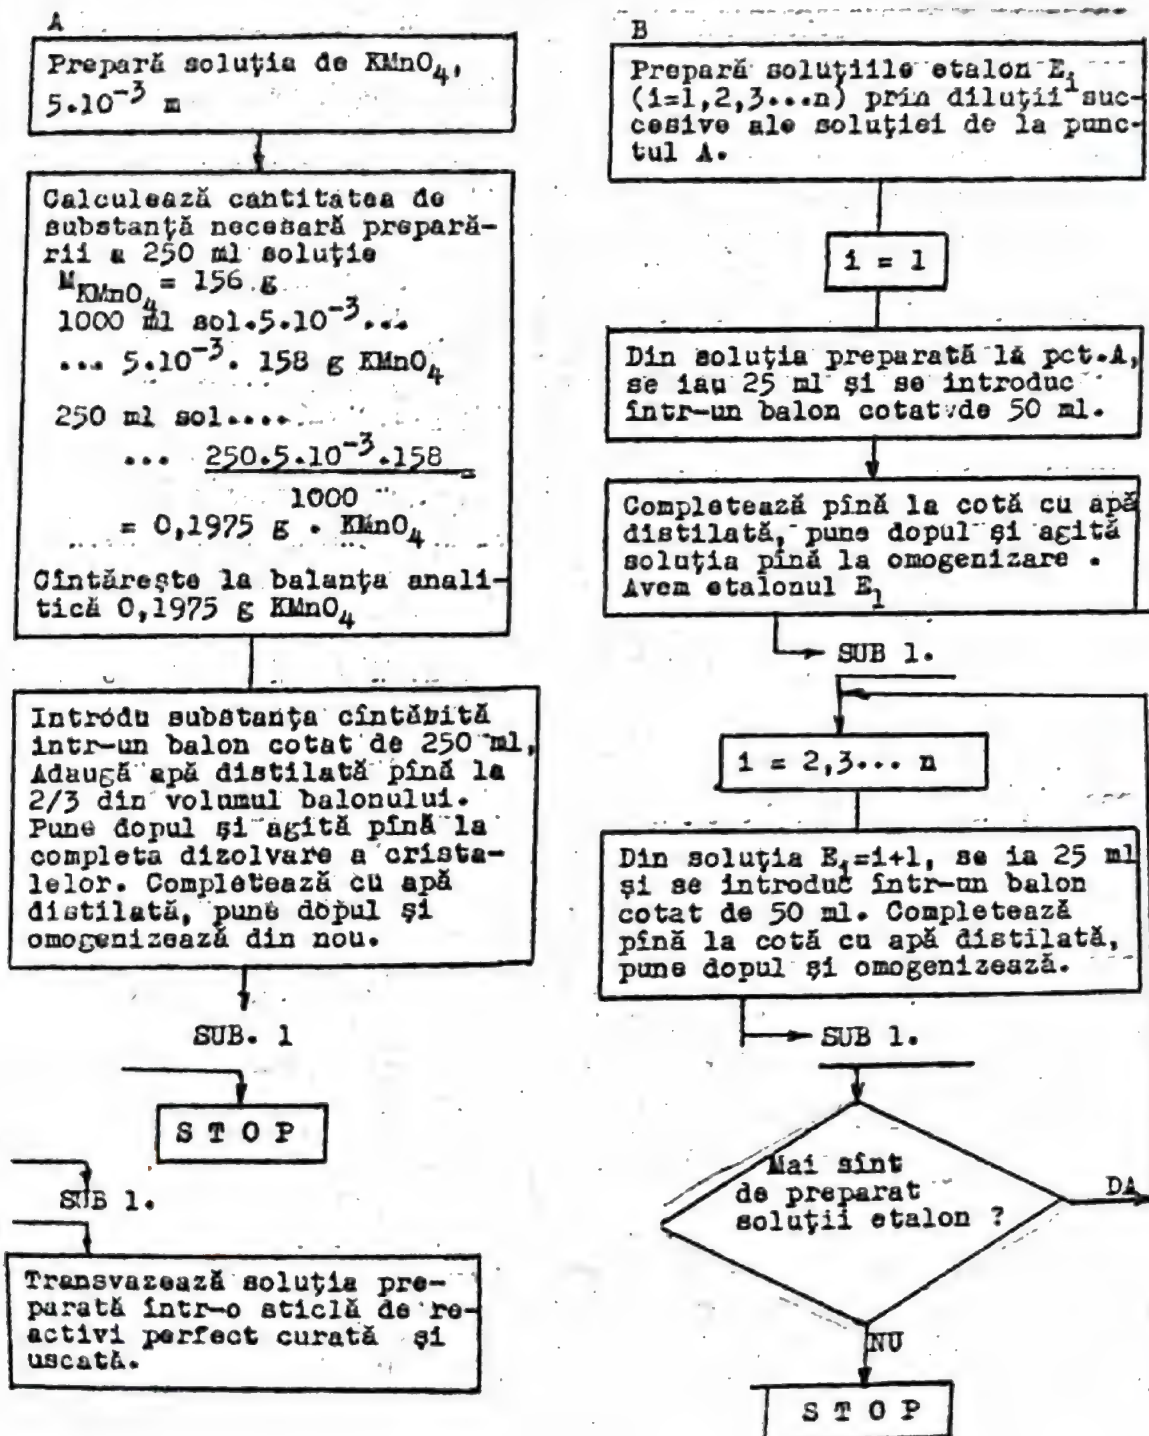 A
Prepară soluţia de KMnO4,
5.10-3 m
Calculează cantitatea de
substanţă necesară prepară-
rii a 250 ml soluţie
MKMnO4 = 156 g
1000 ml sol.5.10-3...
... 5.10-3. 158 g KMnO4
250 ml sol....
... 250.5.10-3.158 =
1000
= 0,1975 g . KMnO4
Cîntăreşte la balanţa anali-
tică 0,1975 g KMnO4
Introdu substanţa cîntăbită
într-un balon cotat de 250 ml.
Adaugă apă distilată pînă la
2/3 din volumul balonului.
Pune dopul şi agită pînă la
completa dizolvare a crista-
lelor. Completează cu apă
distilată, pune dopul şi
omogenizează din nou.
SUB. 1
S T O P
SUB 1.
Transvazează soluţia pre-
parată într-o sticlă de re-
activi perfect curată şi
uscată.
B
Prepară soluţiile etalon Ei
(i=1,2,3...n) prin diluţii suc-
cesive ale soluţiei de la punc-
tul A.
i = 1
Din soluţia preparată la pct.A,
se iau 25 ml şi se introduc
într-un balon cotat de 50 ml.
Completează pînă la cotă cu apă
distilată, pune dopul şi agită
soluţia pînă la omogenizare .
Avem etalonul E1
SUB 1.
i = 2,3... n
Din soluţia Ei=i+1, se ia 25 ml
şi se introduc într-un balon
cotat de 50 ml. Completează
pînă la cotă cu apă distilată,
pune dopul şi omogenizează.
SUB 1.
Mai sînt
de preparat
soluţii etalon ?
DA
NU
S T O P